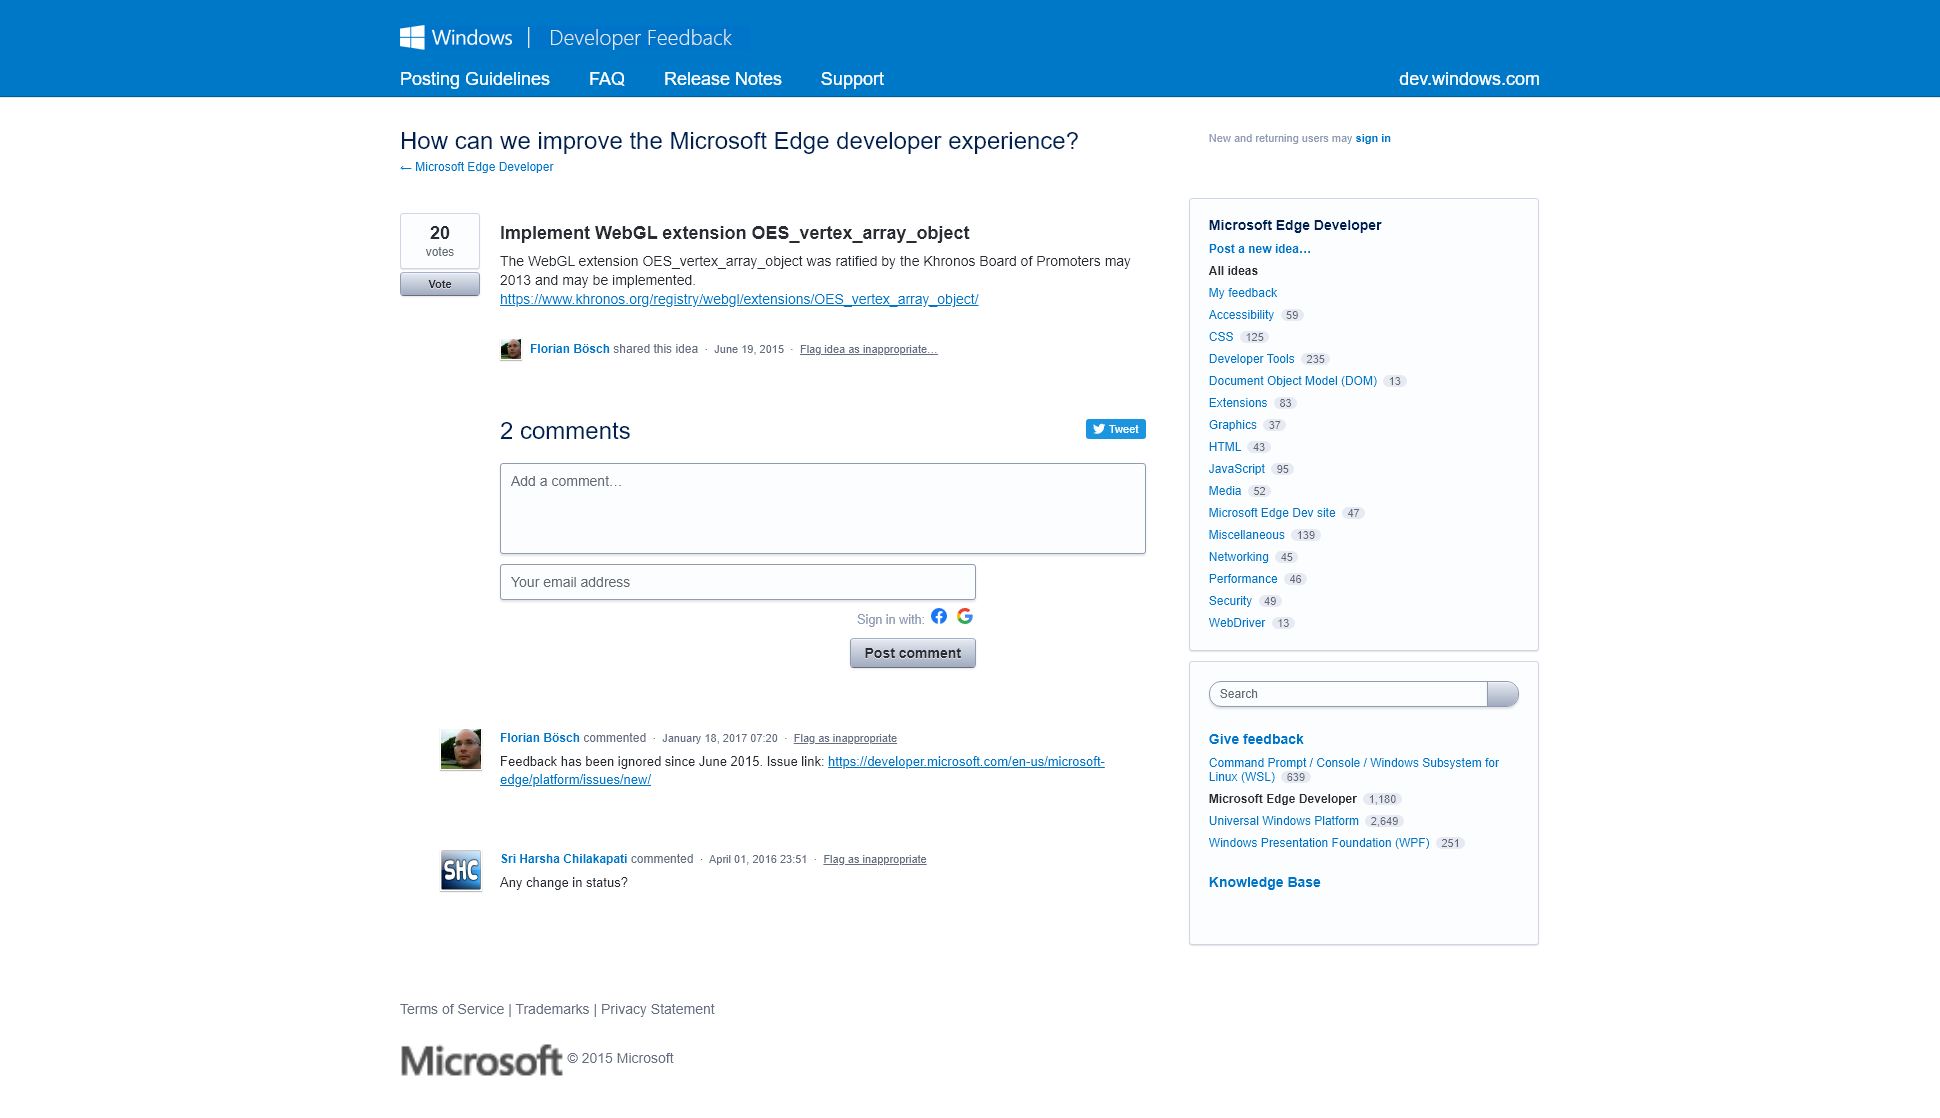 Windows | Developer Feedback
Posting Guidelines FAQ Release Notes Support dev.windows.com
How can we improve the Microsoft Edge developer experience?
← Microsoft Edge Developer
New and returning users may sign in
20
votes
Vote
Implement WebGL extension OES_vertex_array_object
The WebGL extension OES_vertex_array_object was ratified by the Khronos Board of Promoters may
2013 and may be implemented.
https://www.khronos.org/registry/webgl/extensions/OES_vertex_array_object/
Florian Bösch shared this idea · June 19, 2015 · Flag idea as inappropriate…
2 comments
Tweet
Add a comment…
Your email address
Sign in with:
Post comment
Florian Bösch commented · January 18, 2017 07:20 · Flag as inappropriate
Feedback has been ignored since June 2015. Issue link: https://developer.microsoft.com/en-us/microsoft-
edge/platform/issues/new/
SHC
Sri Harsha Chilakapati commented · April 01, 2016 23:51 · Flag as inappropriate
Any change in status?
Microsoft Edge Developer
Post a new idea…
All ideas
My feedback
Accessibility 59
CSS 125
Developer Tools 235
Document Object Model (DOM) 13
Extensions 83
Graphics 37
HTML 43
JavaScript 95
Media 52
Microsoft Edge Dev site 47
Miscellaneous 139
Networking 45
Performance 46
Security 49
WebDriver 13
Search
Give feedback
Command Prompt / Console / Windows Subsystem for
Linux (WSL) 639
Microsoft Edge Developer 1,180
Universal Windows Platform 2,649
Windows Presentation Foundation (WPF) 251
Knowledge Base
Terms of Service | Trademarks | Privacy Statement
Microsoft © 2015 Microsoft